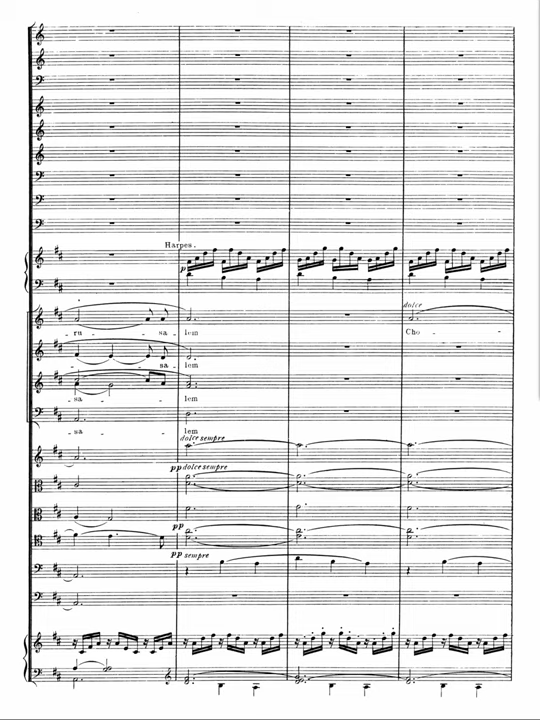 Harpes.
p
dolce
- ru - sa - lem Cho -
- sa - lem
- sa - lem
- sa - lem
dolce sempre
pp dolce sempre
pp
pp sempre